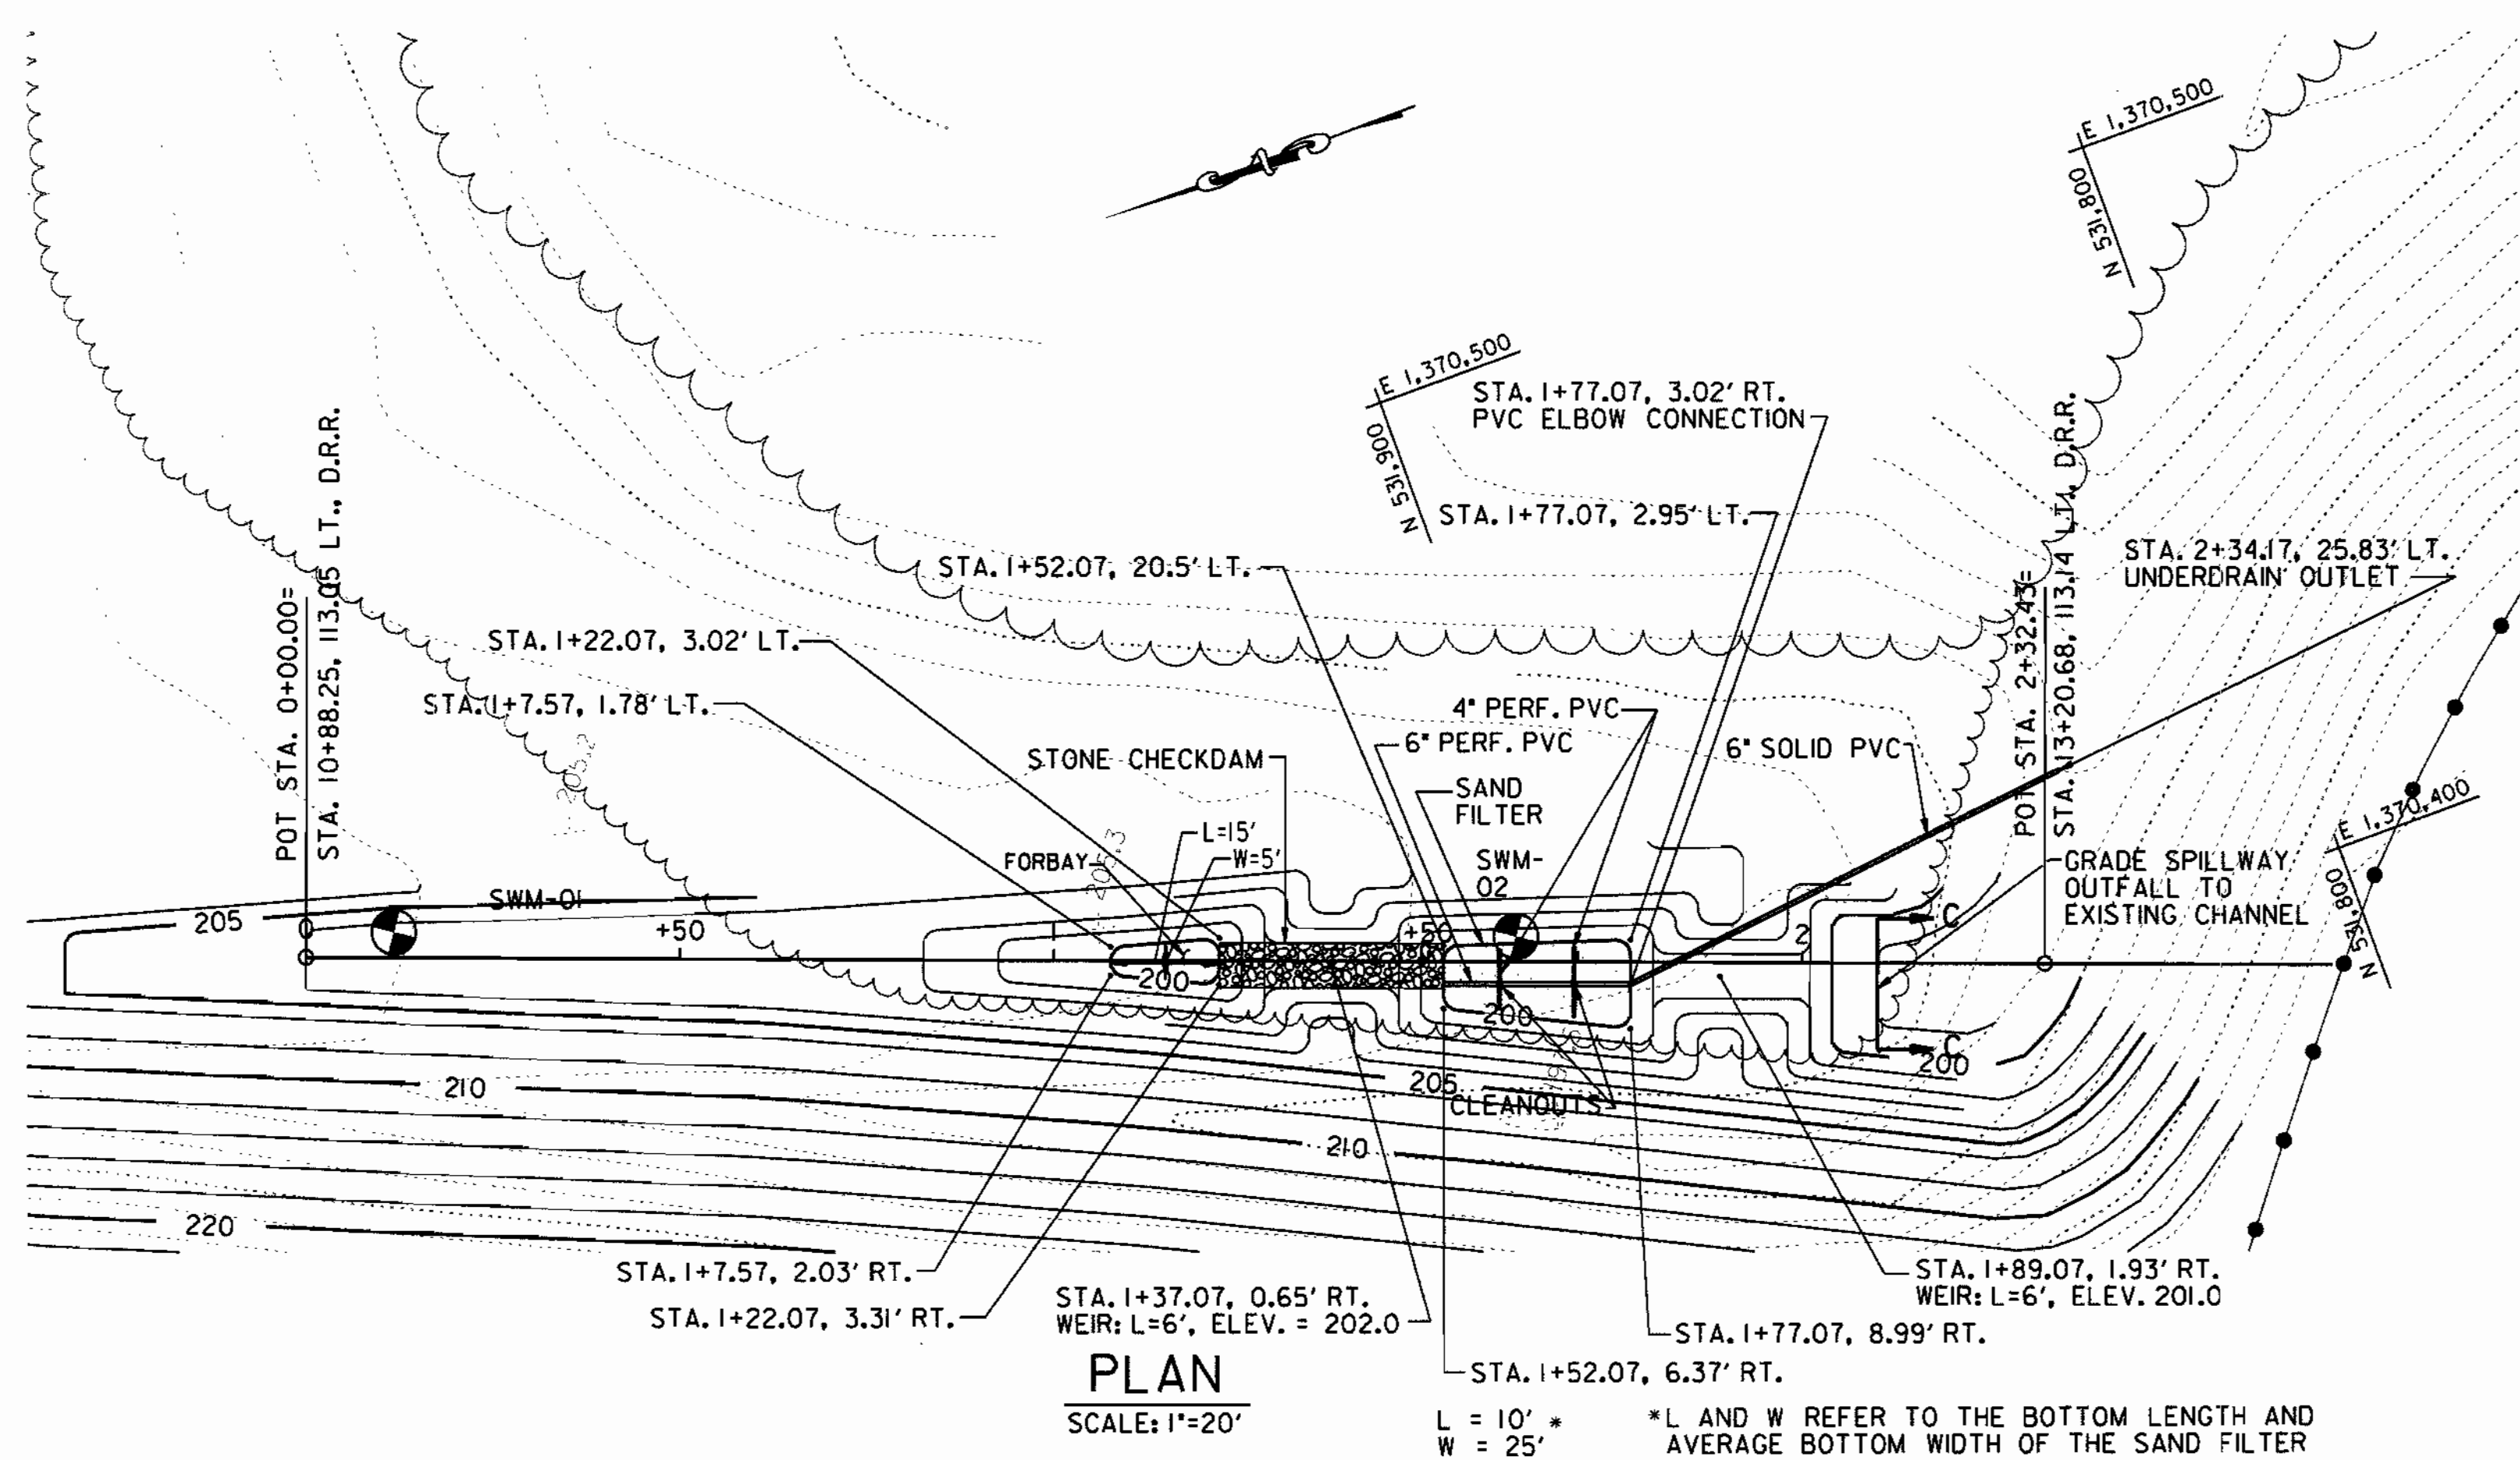 E 1,370,500
N 531,800
E 1,370,500
N 531,900
STA. 1+77.07, 3.02' RT.
PVC ELBOW CONNECTION
STA. 1+77.07, 2.95' LT.
STA. 1+52.07, 20.5' LT.
STA. 2+34.17, 25.83' LT.
UNDERDRAIN OUTLET
POT STA. 0+00.00=
STA. 10+88.25, 113.05 LT., D.R.R.
POT STA. 2+32.43=
STA. 13+20.68, 113.14 LT., D.R.R.
STA. 1+22.07, 3.02' LT.
STA. 1+7.57, 1.78' LT.
4" PERF. PVC
6" PERF. PVC
6" SOLID PVC
STONE CHECKDAM
SAND
FILTER
205.2
205.3
L=15'
W=5'
FORBAY
SWM-
02
E 1,370,400
N 531,800
GRADE SPILLWAY
OUTFALL TO
EXISTING CHANNEL
SWM-01
205
0
+50
+50
2
C
200
200
C
200
205
CLEANOUTS
210
210
220
STA. 1+7.57, 2.03' RT.
STA. 1+22.07, 3.31' RT.
STA. 1+37.07, 0.65' RT.
WEIR: L=6', ELEV. = 202.0
STA. 1+89.07, 1.93' RT.
WEIR: L=6', ELEV. 201.0
STA. 1+77.07, 8.99' RT.
STA. 1+52.07, 6.37' RT.
PLAN
SCALE: 1"=20'
L = 10' *
W = 25'
*L AND W REFER TO THE BOTTOM LENGTH AND
AVERAGE BOTTOM WIDTH OF THE SAND FILTER